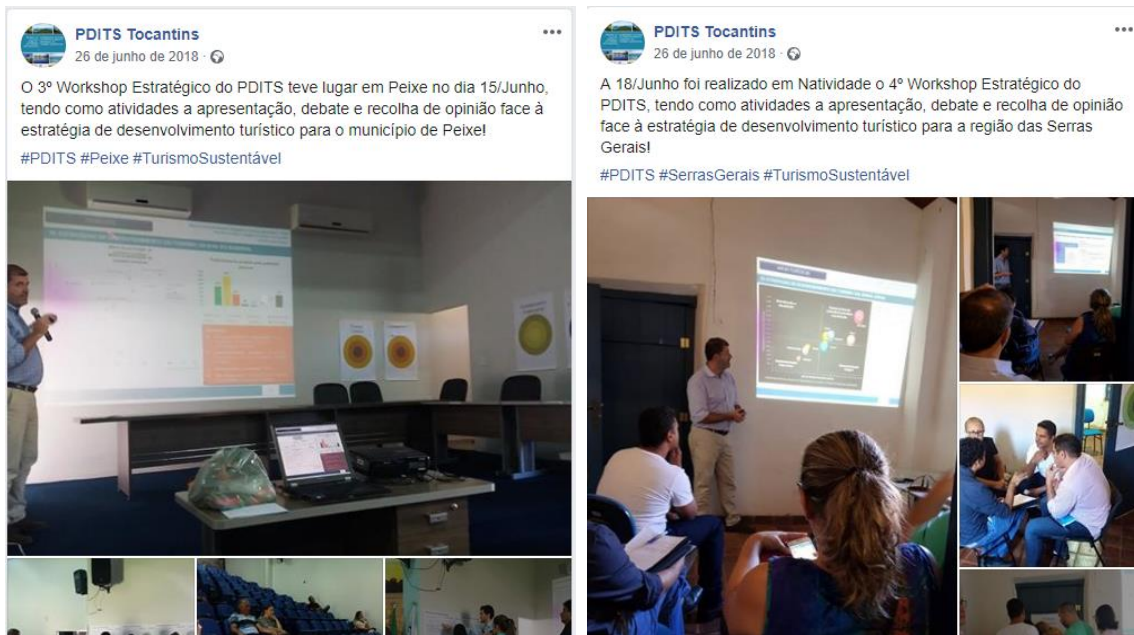 PDITS Tocantins
26 de junho de 2018 ·
O 3º Workshop Estratégico do PDITS teve lugar em Peixe no dia 15/Junho,
tendo como atividades a apresentação, debate e recolha de opinião face à
estratégia de desenvolvimento turístico para o município de Peixe!
#PDITS #Peixe #TurismoSustentável
PDITS Tocantins
26 de junho de 2018 ·
A 18/Junho foi realizado em Natividade o 4º Workshop Estratégico do
PDITS, tendo como atividades a apresentação, debate e recolha de opinião
face à estratégia de desenvolvimento turístico para a região das Serras
Gerais!
#PDITS #SerrasGerais #TurismoSustentável